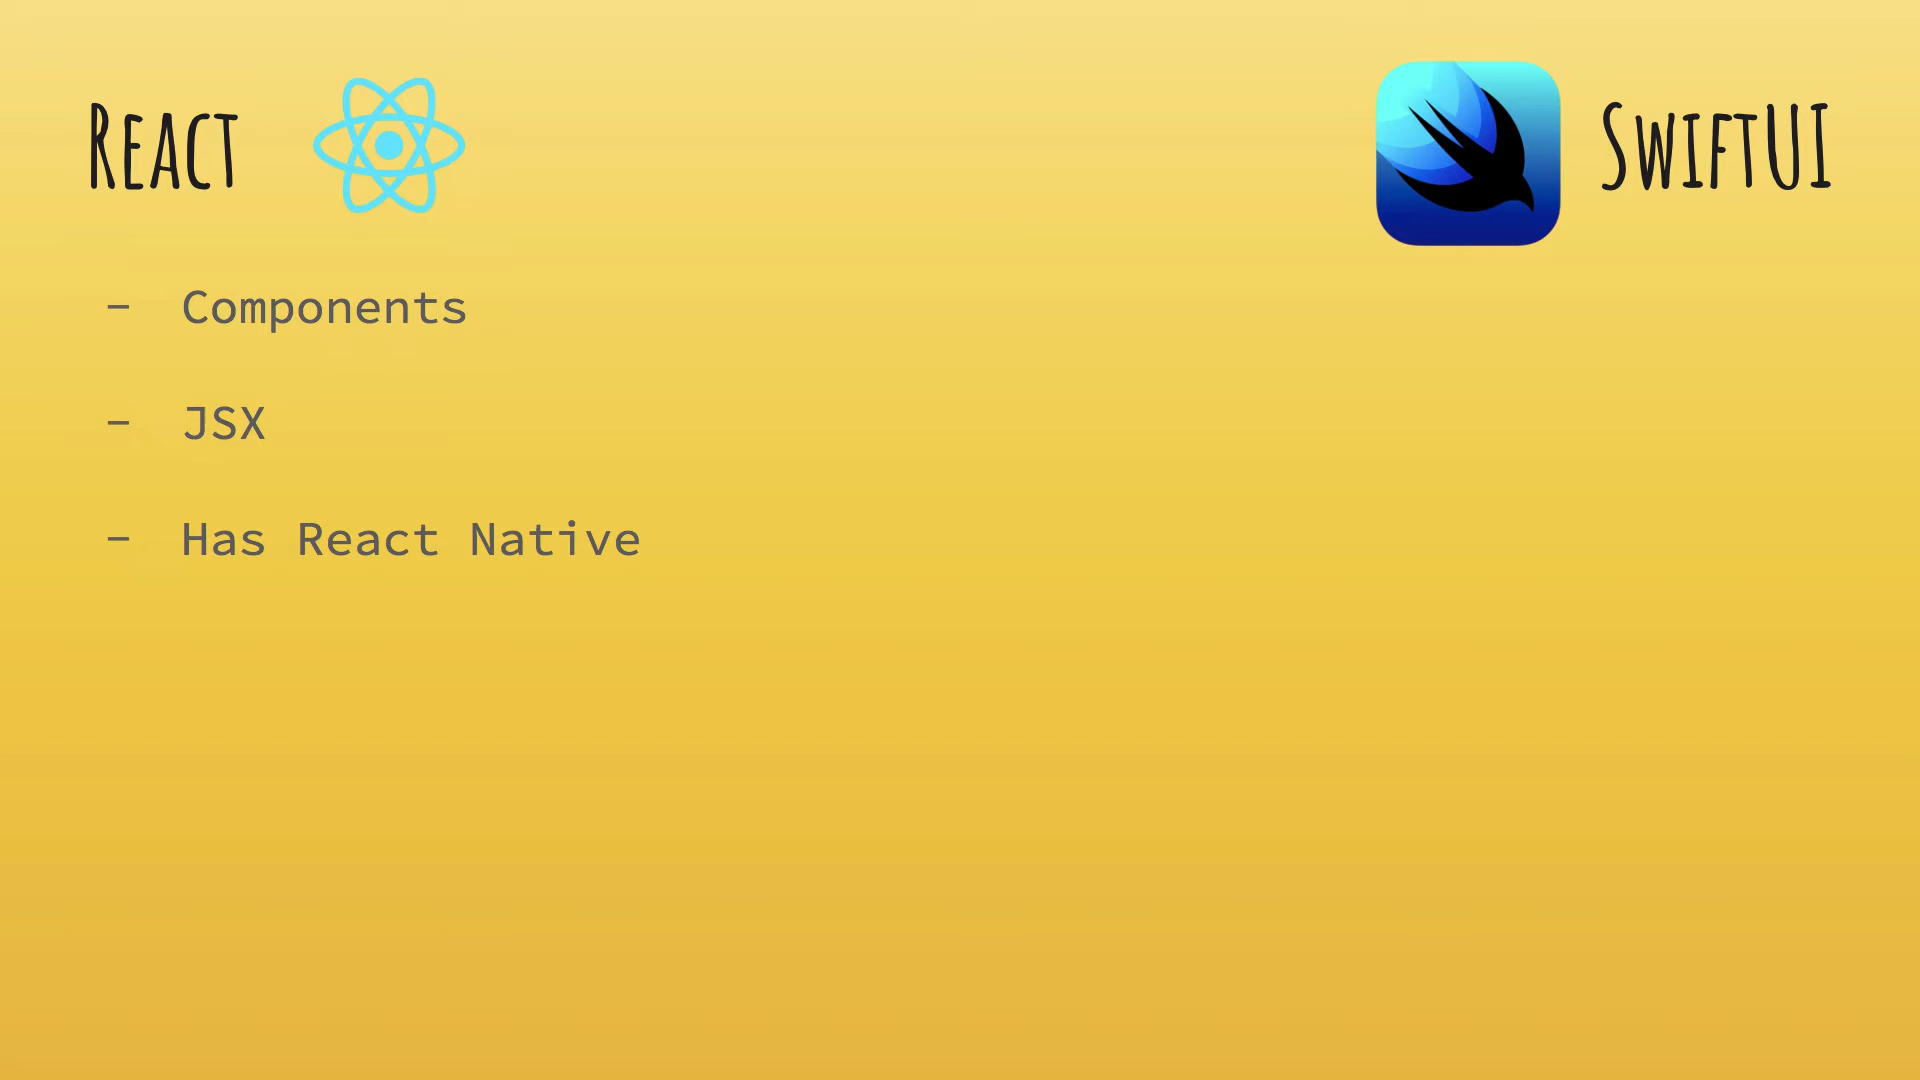 React
SwiftUI
- Components
- JSX
- Has React Native